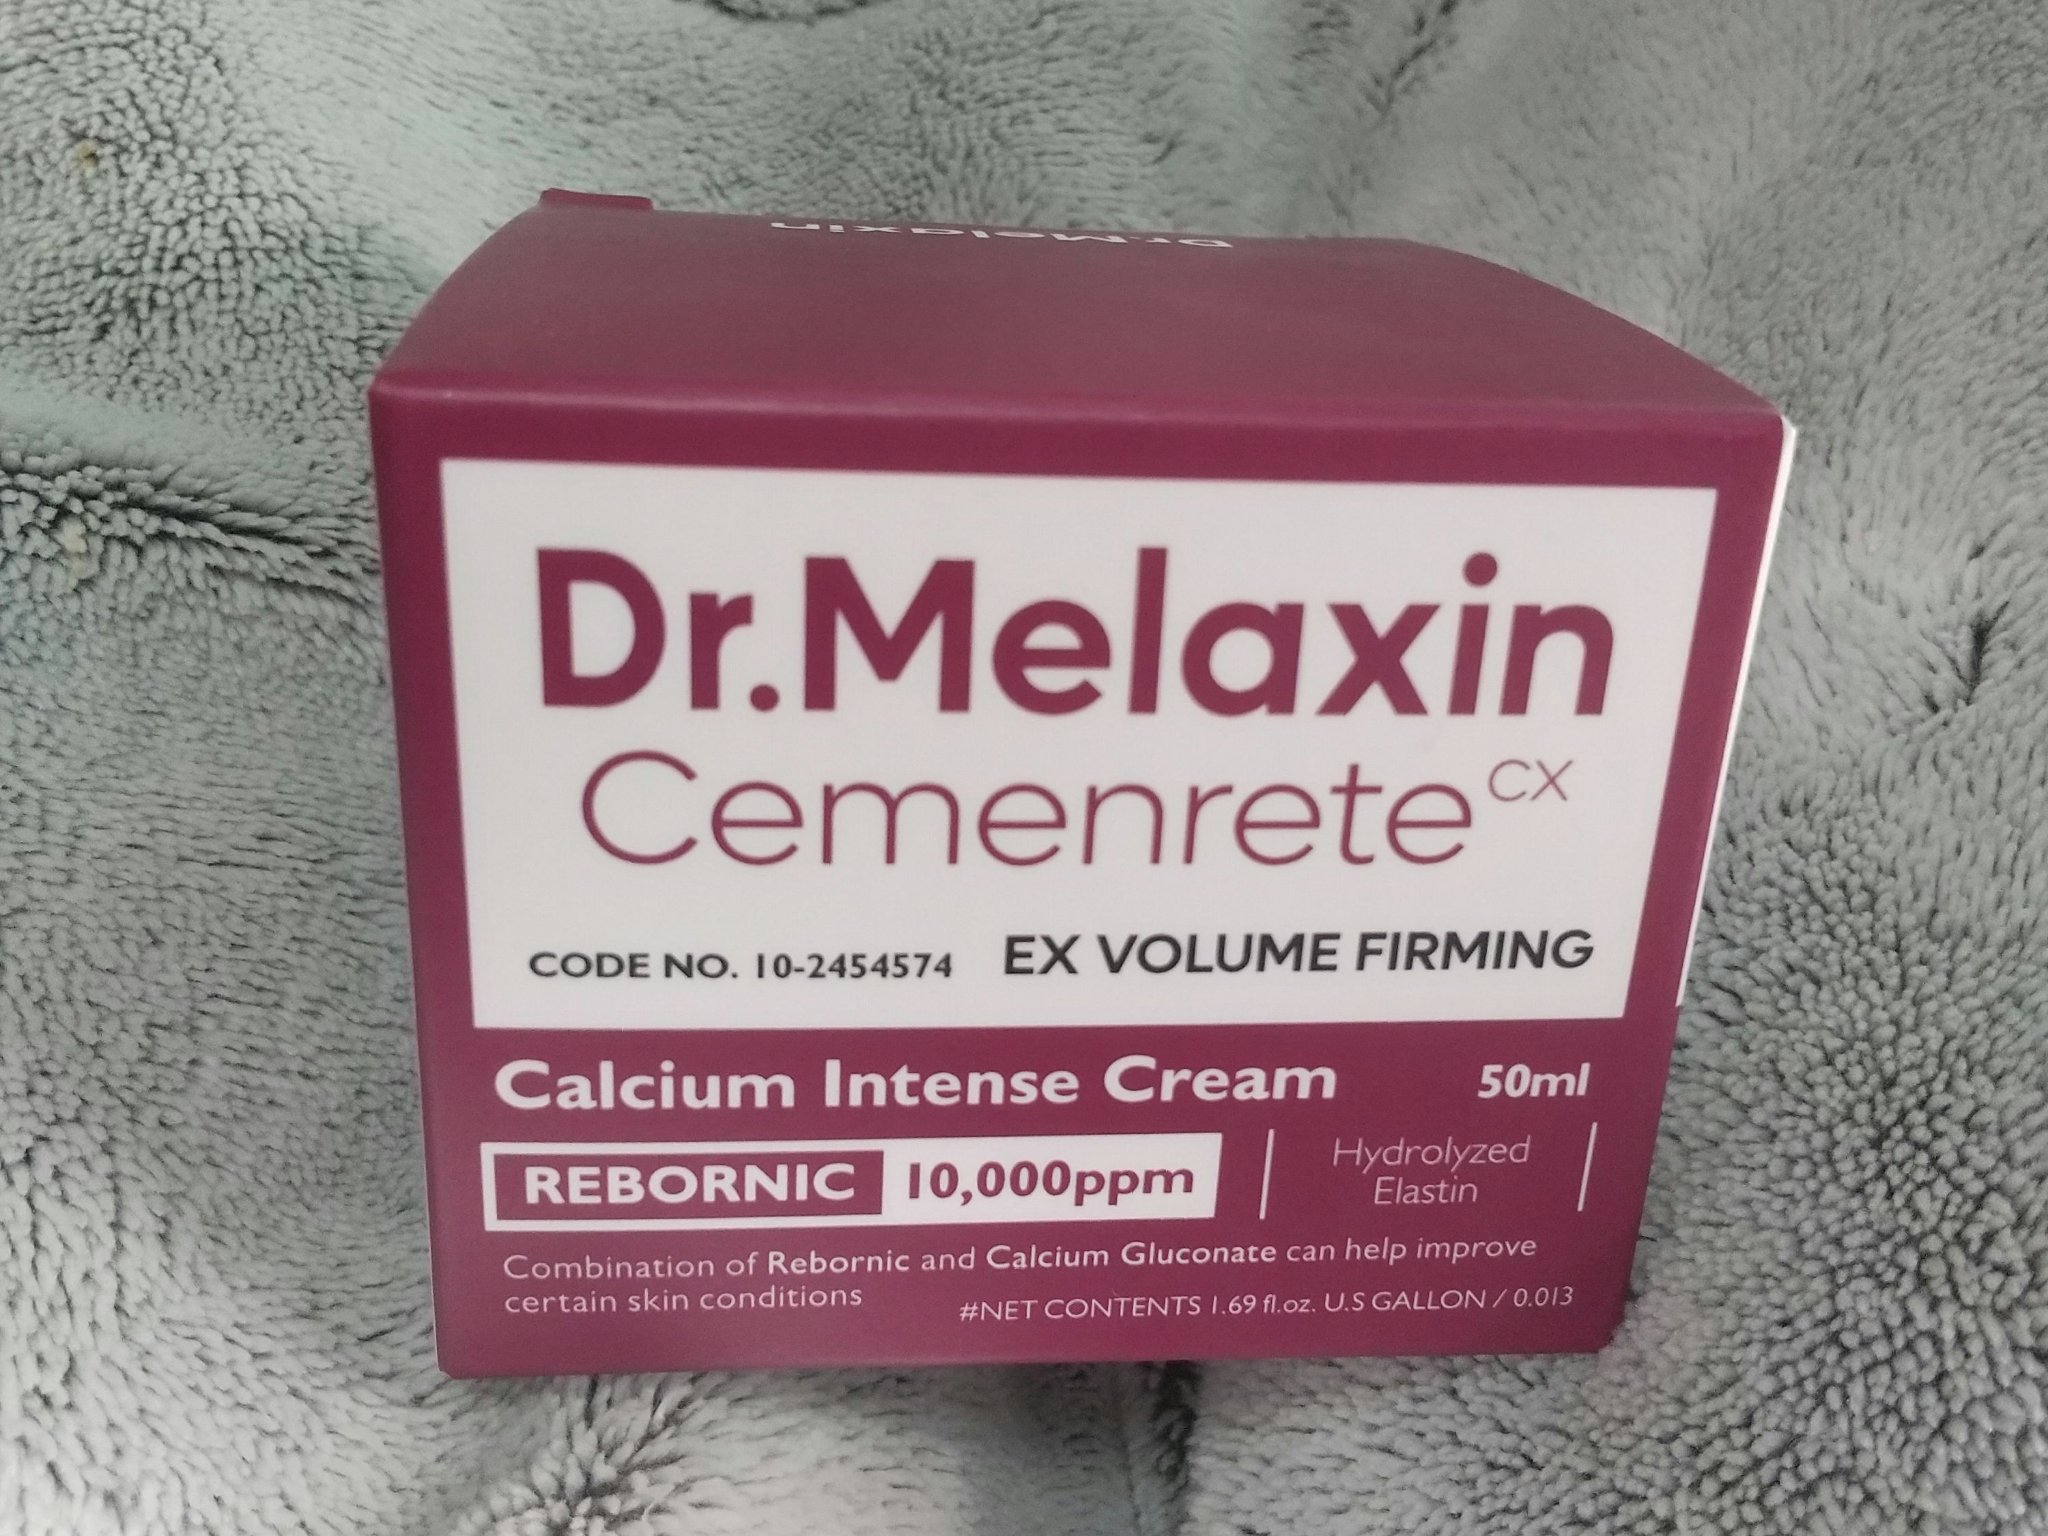 Dr.Melaxin
Dr.Melaxin
Cemenrete CX
CODE NO. 10-2454574 EX VOLUME FIRMING
Calcium Intense Cream 50ml
REBORNIC 10,000ppm
Hydrolyzed
Elastin
Combination of Rebornic and Calcium Gluconate can help improve
certain skin conditions
#NET CONTENTS 1.69 fl.oz. U.S GALLON / 0.013